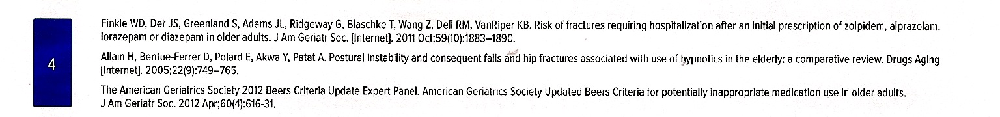 4
Finkle WD, Der JS, Greenland S, Adams JL, Ridgeway G, Blaschke T, Wang Z, Dell RM, VanRiper KB. Risk of fractures requiring hospitalization after an initial prescription of zolpidem, alprazolam,
lorazepam or diazepam in older adults. J Am Geriatr Soc. [Internet]. 2011 Oct;59(10):1883–1890.
Allain H, Bentue-Ferrer D, Polard E, Akwa Y, Patat A. Postural instability and consequent falls and hip fractures associated with use of hypnotics in the elderly: a comparative review. Drugs Aging
[Internet]. 2005;22(9):749–765.
The American Geriatrics Society 2012 Beers Criteria Update Expert Panel. American Geriatrics Society Updated Beers Criteria for potentially inappropriate medication use in older adults.
J Am Geriatr Soc. 2012 Apr;60(4):616-31.